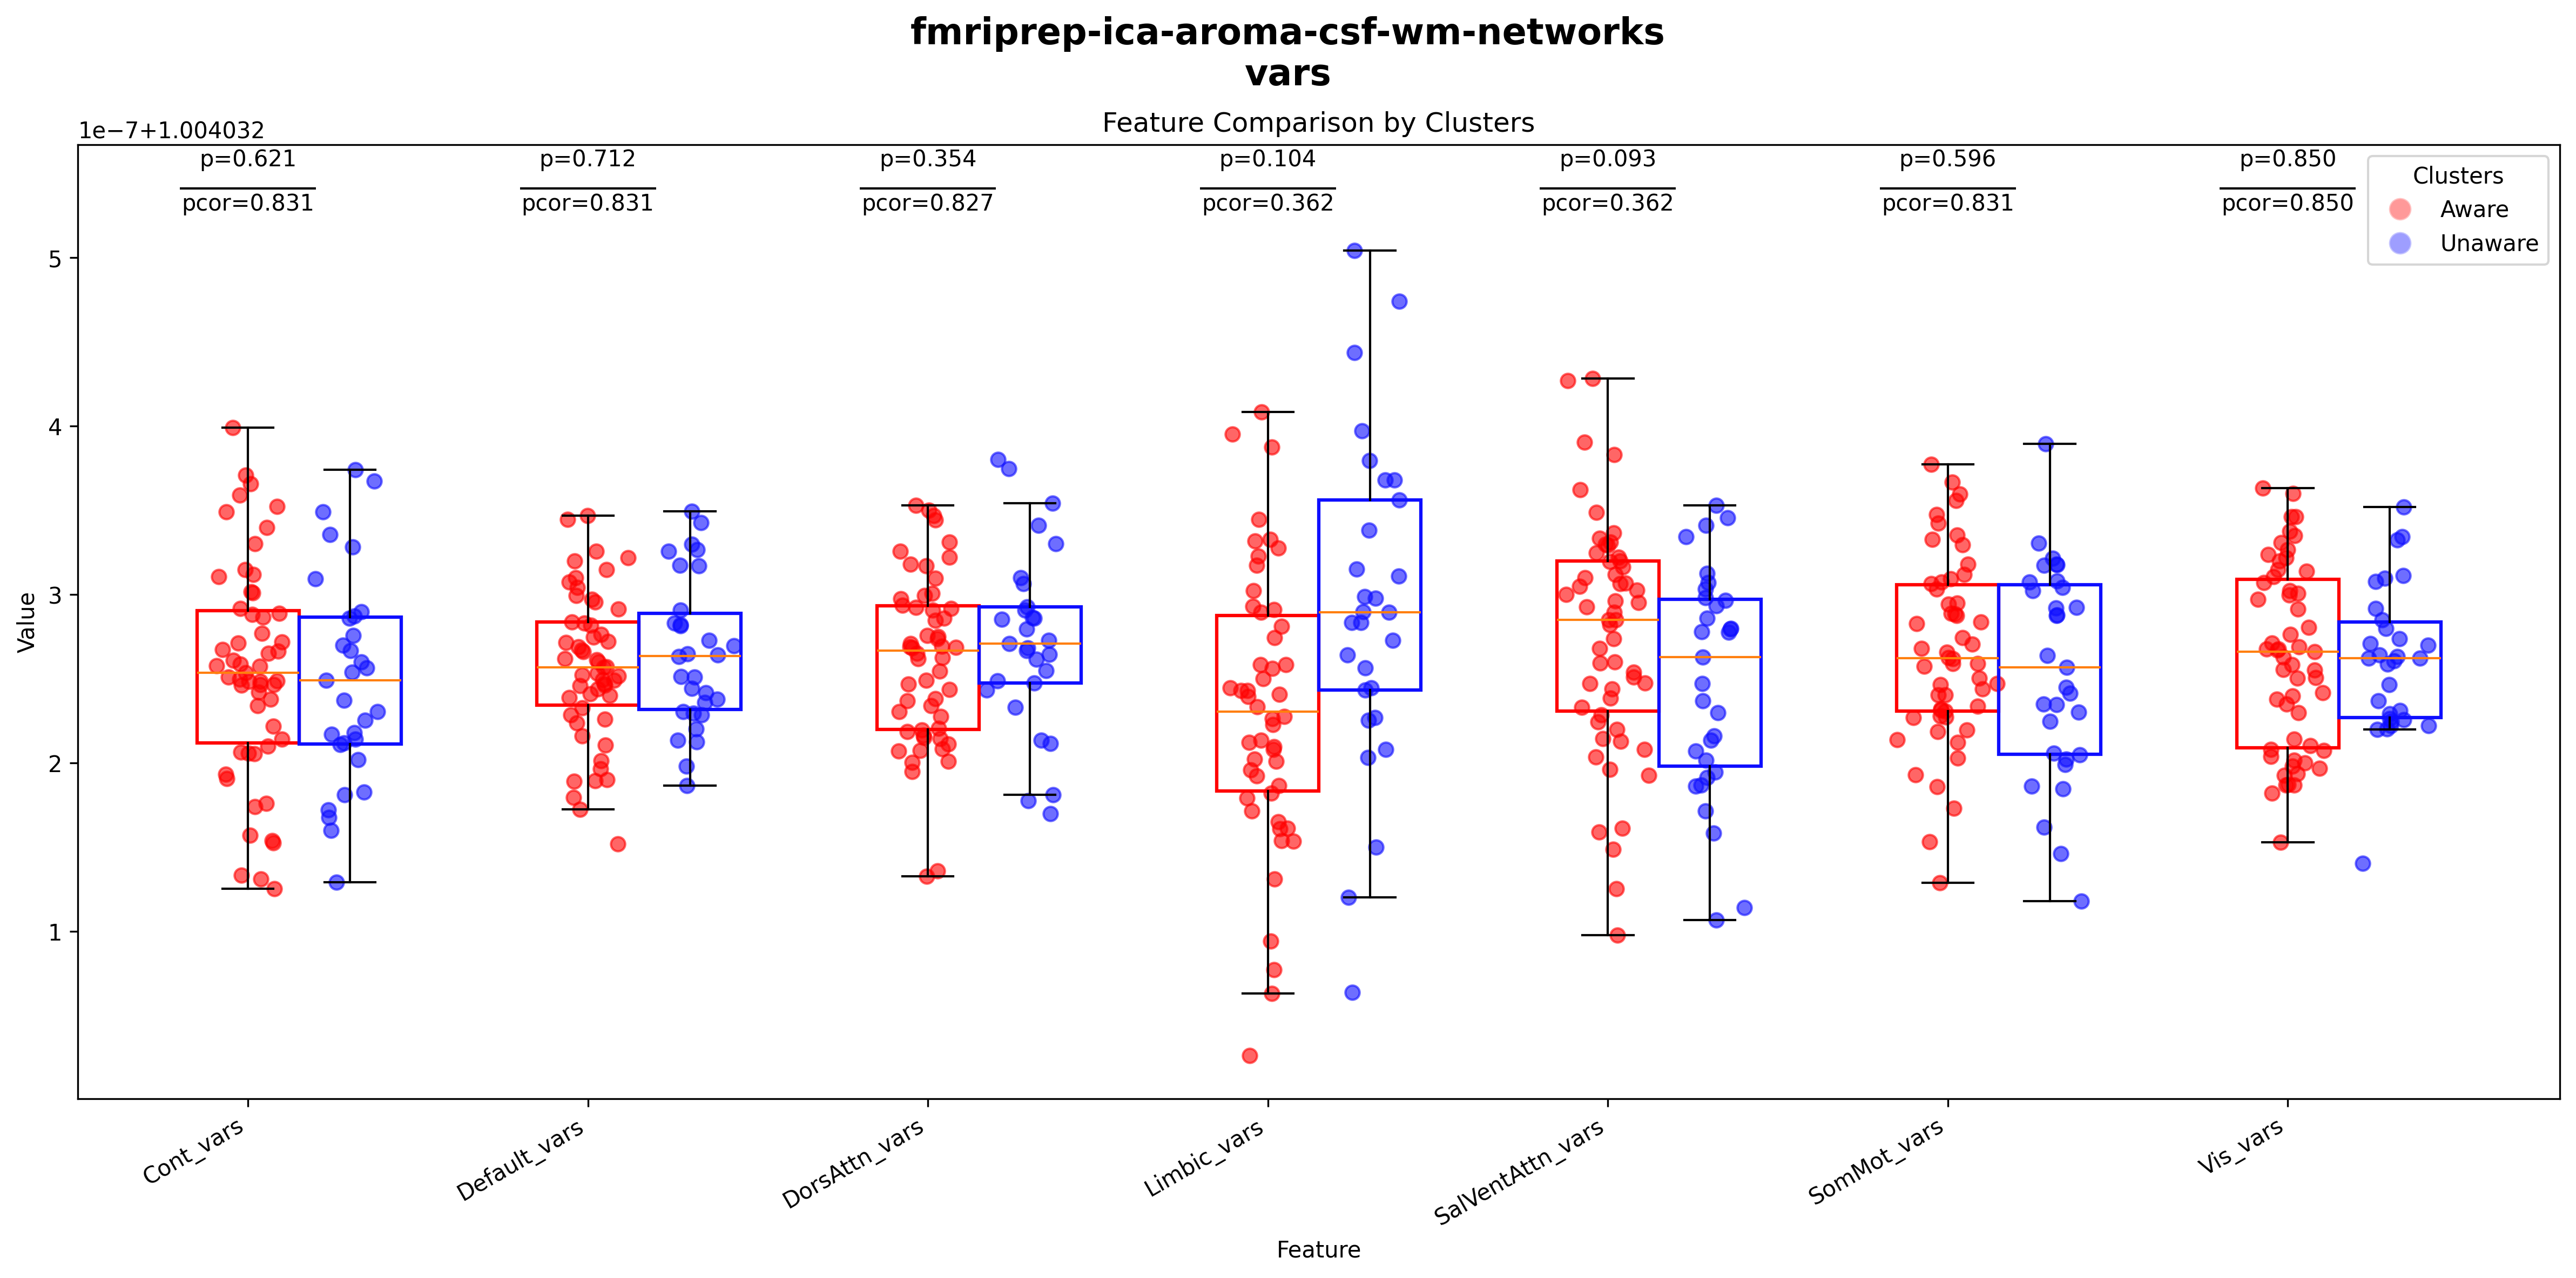 fmriprep-ica-aroma-csf-wm-networks
vars
Feature Comparison by Clusters
1e−7+1.004032
p=0.621 p=0.712 p=0.354 p=0.104 p=0.093 p=0.596 p=0.850
pcor=0.831 pcor=0.831 pcor=0.827 pcor=0.362 pcor=0.362 pcor=0.831 pcor=0.850
Clusters
Aware
Unaware
5
4
3
2
1
Value
Cont_vars Default_vars DorsAttn_vars Limbic_vars SalVentAttn_vars SomMot_vars Vis_vars
Feature